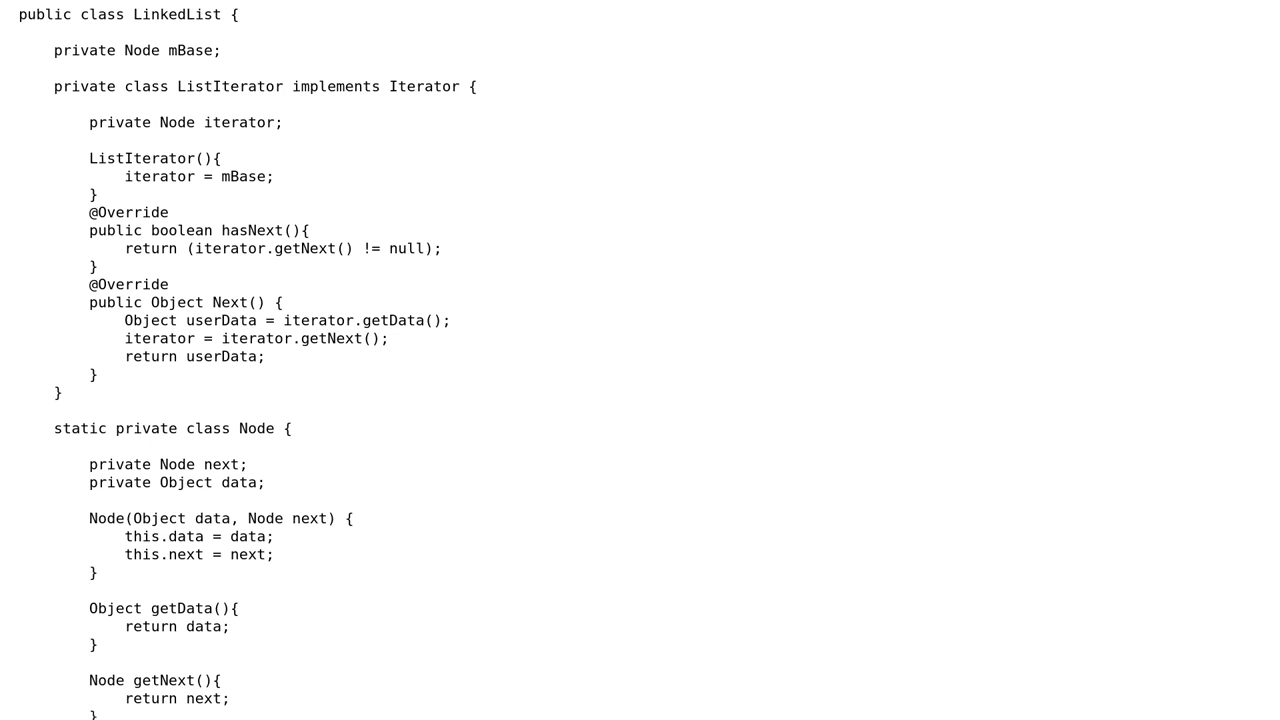 public class LinkedList {
private Node mBase;
private class ListIterator implements Iterator {
private Node iterator;
ListIterator(){
iterator = mBase;
}
@Override
public boolean hasNext(){
return (iterator.getNext() != null);
}
@Override
public Object Next() {
Object userData = iterator.getData();
iterator = iterator.getNext();
return userData;
}
}
static private class Node {
private Node next;
private Object data;
Node(Object data, Node next) {
this.data = data;
this.next = next;
}
Object getData(){
return data;
}
Node getNext(){
return next;
}